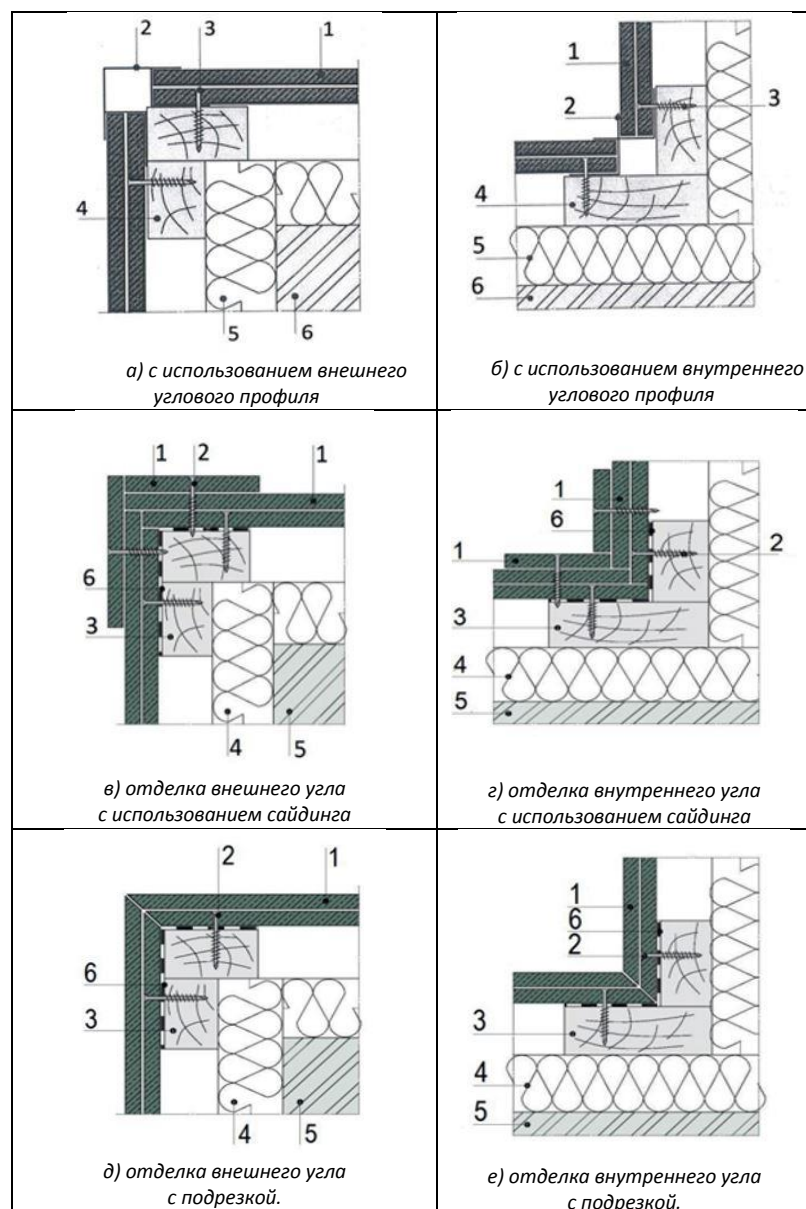 2 3 1
4
5 6
а) с использованием внешнего
углового профиля
1
3
2
4
5
6
б) с использованием внутреннего
углового профиля
1 2 1
6
3
4 5
в) отделка внешнего угла
с использованием сайдинга
1
6
1
2
3
4
5
г) отделка внутреннего угла
с использованием сайдинга
2 1
6
3
4 5
д) отделка внешнего угла
с подрезкой.
1
6
2
3
4
5
е) отделка внутреннего угла
с подрезкой.